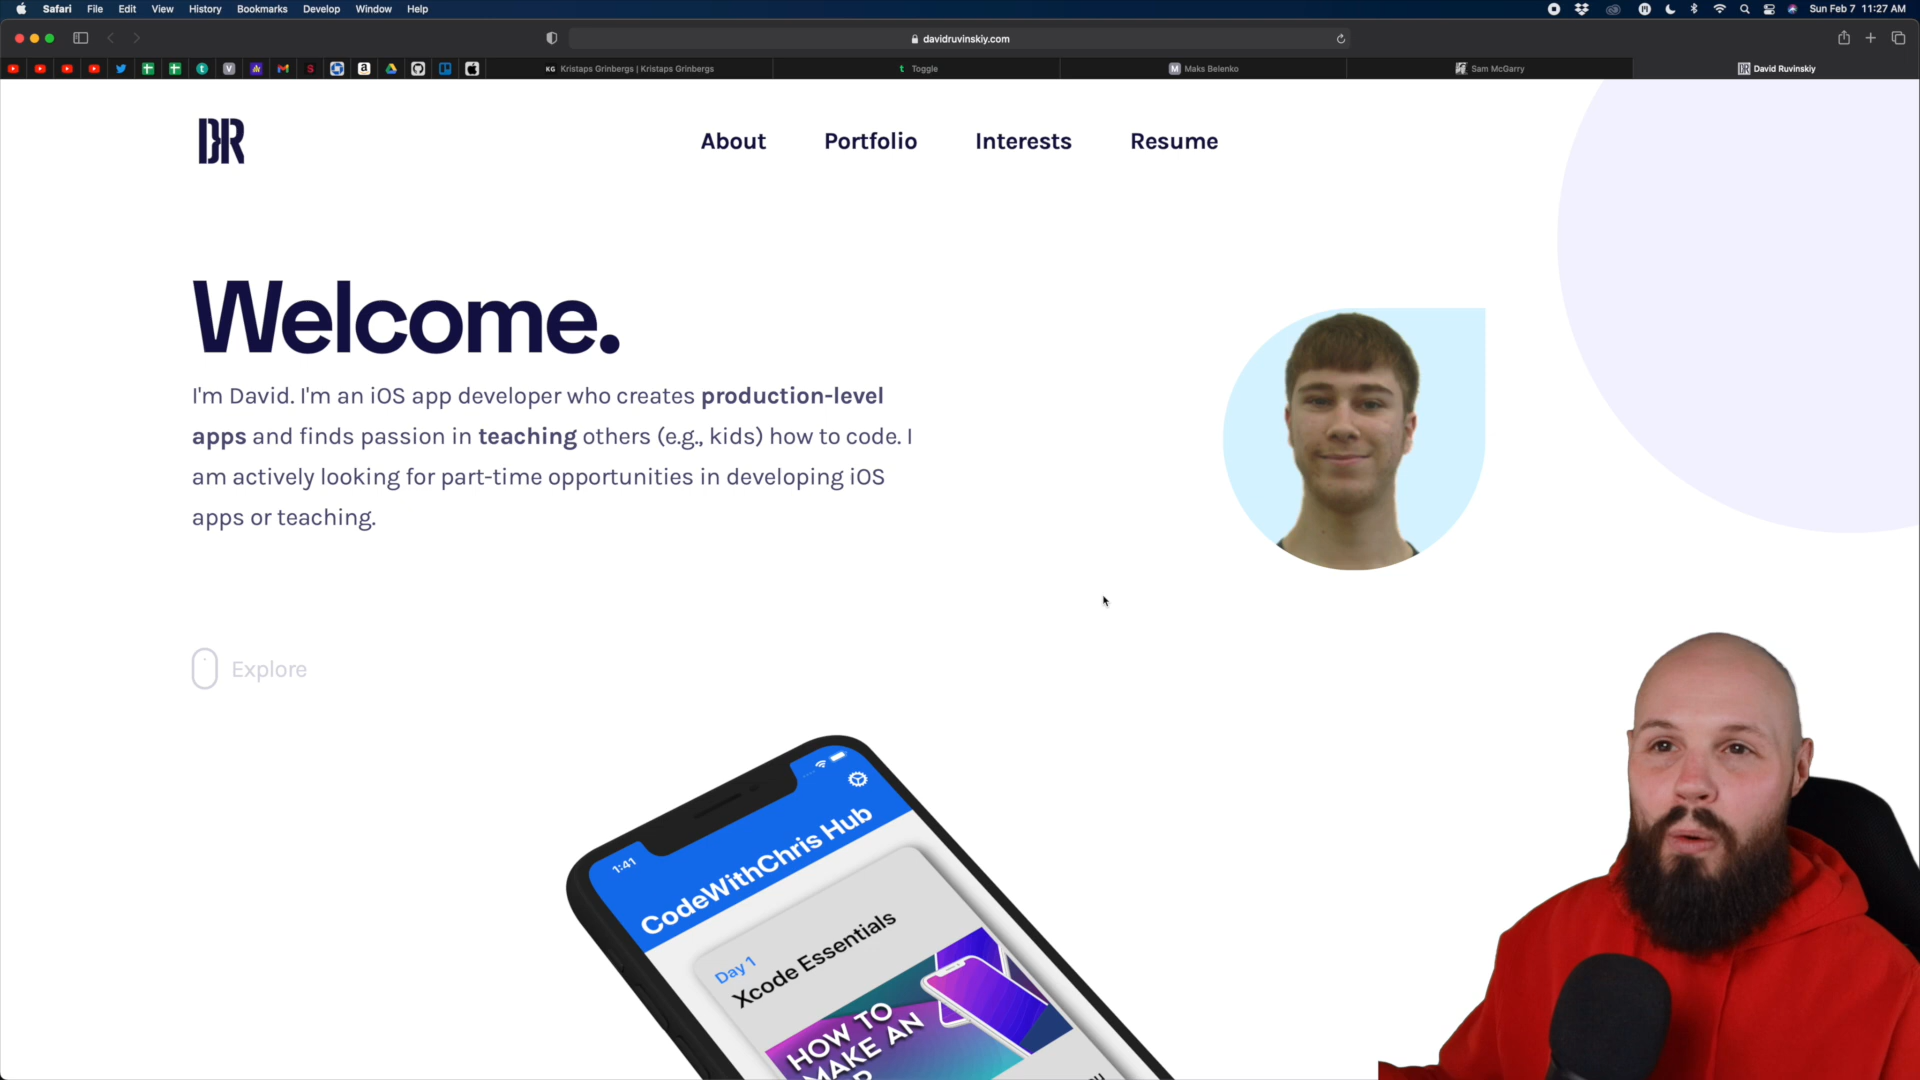 Safari File Edit View History Bookmarks Develop Window Help
Sun Feb 7 11:27 AM
davidruvinskiy.com
KG Kristaps Grinbergs | Kristaps Grinbergs
t Toggle
M Maks Belenko
Sam McGarry
DR David Ruvinskiy
DR
About Portfolio Interests Resume
Welcome.
I'm David. I'm an iOS app developer who creates production-level
apps and finds passion in teaching others (e.g., kids) how to code. I
am actively looking for part-time opportunities in developing iOS
apps or teaching.
Explore
1:41
CodeWithChris Hub
Day 1
Xcode Essentials
HOW TO
MAKE AN